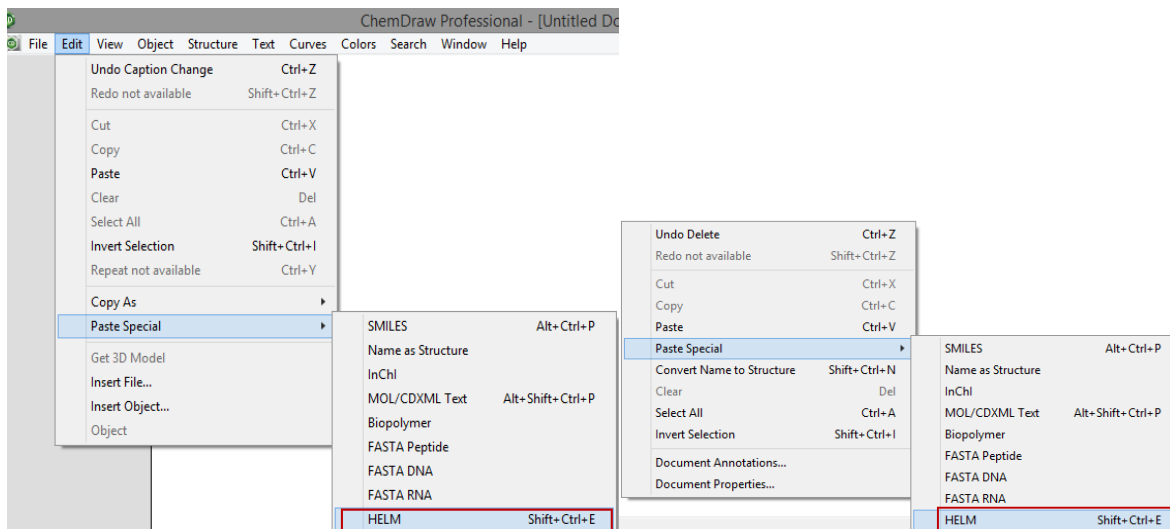 ChemDraw Professional - [Untitled Do
File Edit View Object Structure Text Curves Colors Search Window Help
Undo Caption Change Ctrl+Z
Redo not available Shift+Ctrl+Z
Cut Ctrl+X
Copy Ctrl+C
Paste Ctrl+V
Clear Del
Select All Ctrl+A
Invert Selection Shift+Ctrl+I
Repeat not available Ctrl+Y
Copy As
Paste Special
Get 3D Model
Insert File...
Insert Object...
Object
SMILES Alt+Ctrl+P
Name as Structure
InChI
MOL/CDXML Text Alt+Shift+Ctrl+P
Biopolymer
FASTA Peptide
FASTA DNA
FASTA RNA
HELM Shift+Ctrl+E
Undo Delete Ctrl+Z
Redo not available Shift+Ctrl+Z
Cut Ctrl+X
Copy Ctrl+C
Paste Ctrl+V
Paste Special
Convert Name to Structure Shift+Ctrl+N
Clear Del
Select All Ctrl+A
Invert Selection Shift+Ctrl+I
Document Annotations...
Document Properties...
SMILES Alt+Ctrl+P
Name as Structure
InChI
MOL/CDXML Text Alt+Shift+Ctrl+P
Biopolymer
FASTA Peptide
FASTA DNA
FASTA RNA
HELM Shift+Ctrl+E